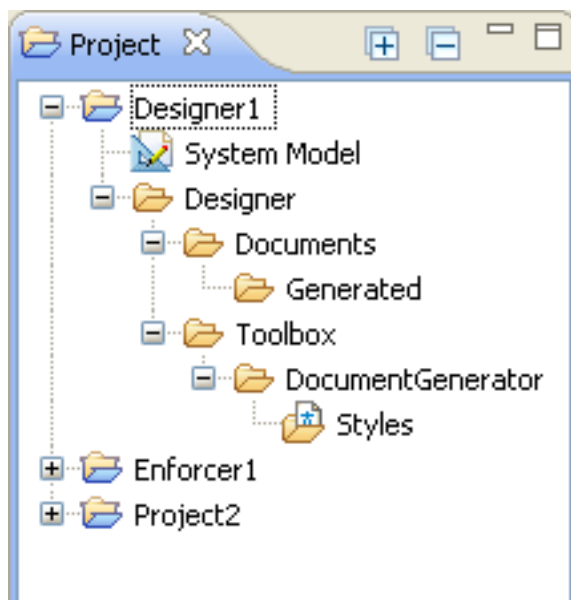 Project
Designer1
System Model
Designer
Documents
Generated
Toolbox
DocumentGenerator
Styles
Enforcer1
Project2